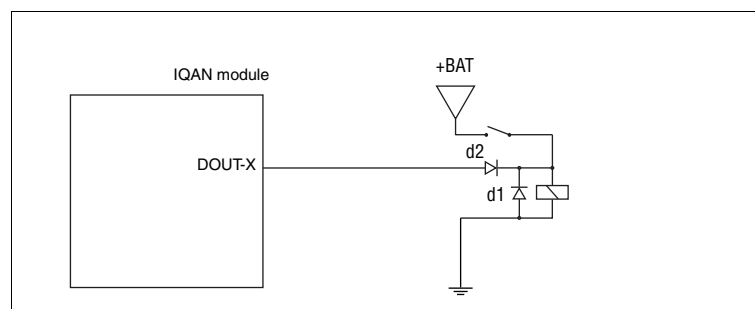 +BAT
IQAN module
d2
DOUT-X
d1